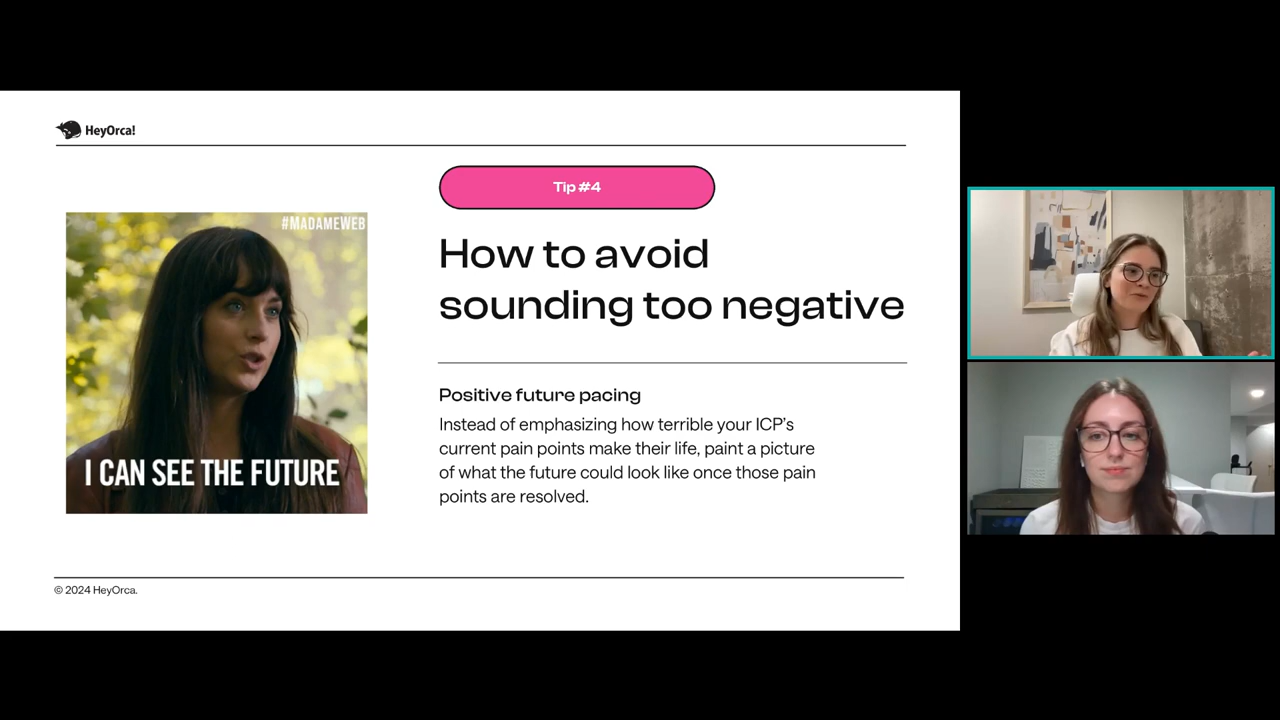 HeyOrca!
Tip #4
#MADAMEWEB
How to avoid
sounding too negative
I CAN SEE THE FUTURE
Positive future pacing
Instead of emphasizing how terrible your ICP's
current pain points make their life, paint a picture
of what the future could look like once those pain
points are resolved.
© 2024 HeyOrca.